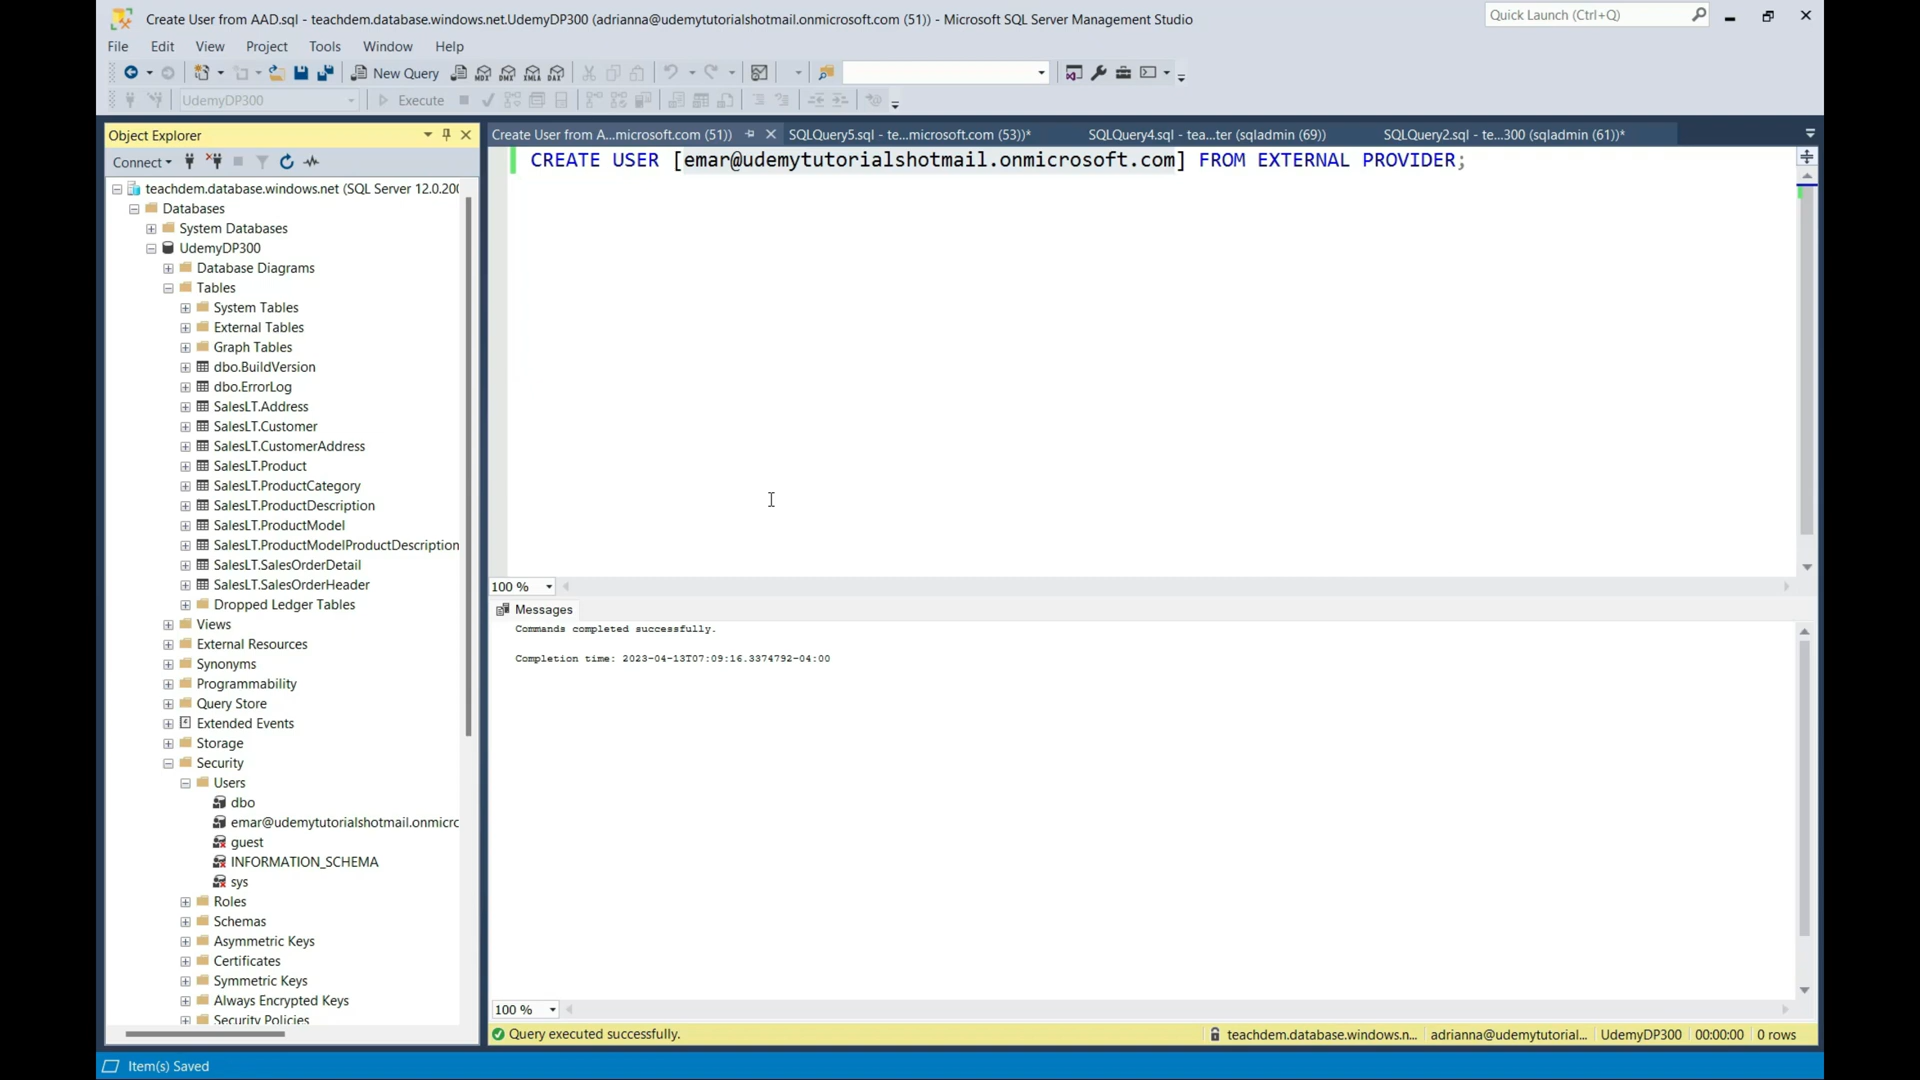 Create User from AAD.sql - teachdem.database.windows.net.UdemyDP300 (adrianna@udemytutorialshotmail.onmicrosoft.com (51)) - Microsoft SQL Server Management Studio
Quick Launch (Ctrl+Q)
File Edit View Project Tools Window Help
New Query MDX DMX XMLA DAX
UdemyDP300 Execute
Object Explorer
Create User from A...microsoft.com (51))
SQLQuery5.sql - te...microsoft.com (53))*
SQLQuery4.sql - tea...ter (sqladmin (69))
SQLQuery2.sql - te...300 (sqladmin (61))*
Connect
CREATE USER [emar@udemytutorialshotmail.onmicrosoft.com] FROM EXTERNAL PROVIDER;
teachdem.database.windows.net (SQL Server 12.0.200
Databases
System Databases
UdemyDP300
Database Diagrams
Tables
System Tables
External Tables
Graph Tables
dbo.BuildVersion
dbo.ErrorLog
SalesLT.Address
SalesLT.Customer
SalesLT.CustomerAddress
SalesLT.Product
SalesLT.ProductCategory
SalesLT.ProductDescription
SalesLT.ProductModel
SalesLT.ProductModelProductDescription
SalesLT.SalesOrderDetail
SalesLT.SalesOrderHeader
Dropped Ledger Tables
Views
External Resources
Synonyms
Programmability
Query Store
Extended Events
Storage
Security
Users
dbo
emar@udemytutorialshotmail.onmicrc
guest
INFORMATION_SCHEMA
sys
Roles
Schemas
Asymmetric Keys
Certificates
Symmetric Keys
Always Encrypted Keys
Security Policies
100 %
Messages
Commands completed successfully.
Completion time: 2023-04-13T07:09:16.3374792-04:00
100 %
Query executed successfully.
teachdem.database.windows.n...
adrianna@udemytutorial...
UdemyDP300
00:00:00
0 rows
Item(s) Saved